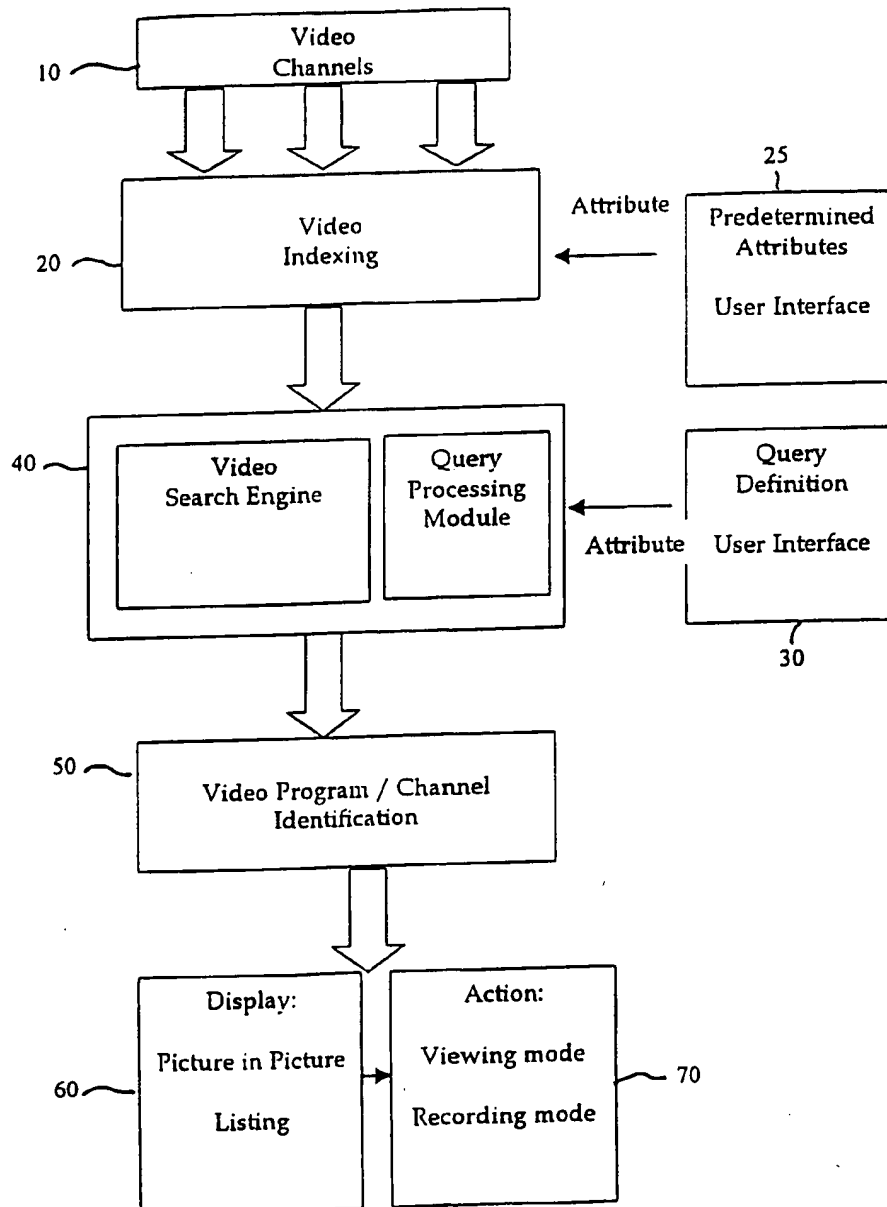 Video
Channels
10
25
Predetermined
Attributes
User Interface
Attribute
Video
Indexing
20
40
Video
Search Engine
Query
Processing
Module
Query
Definition
User Interface
Attribute
30
50
Video Program / Channel
Identification
Display:
Picture in Picture
Listing
60
Action:
Viewing mode
Recording mode
70